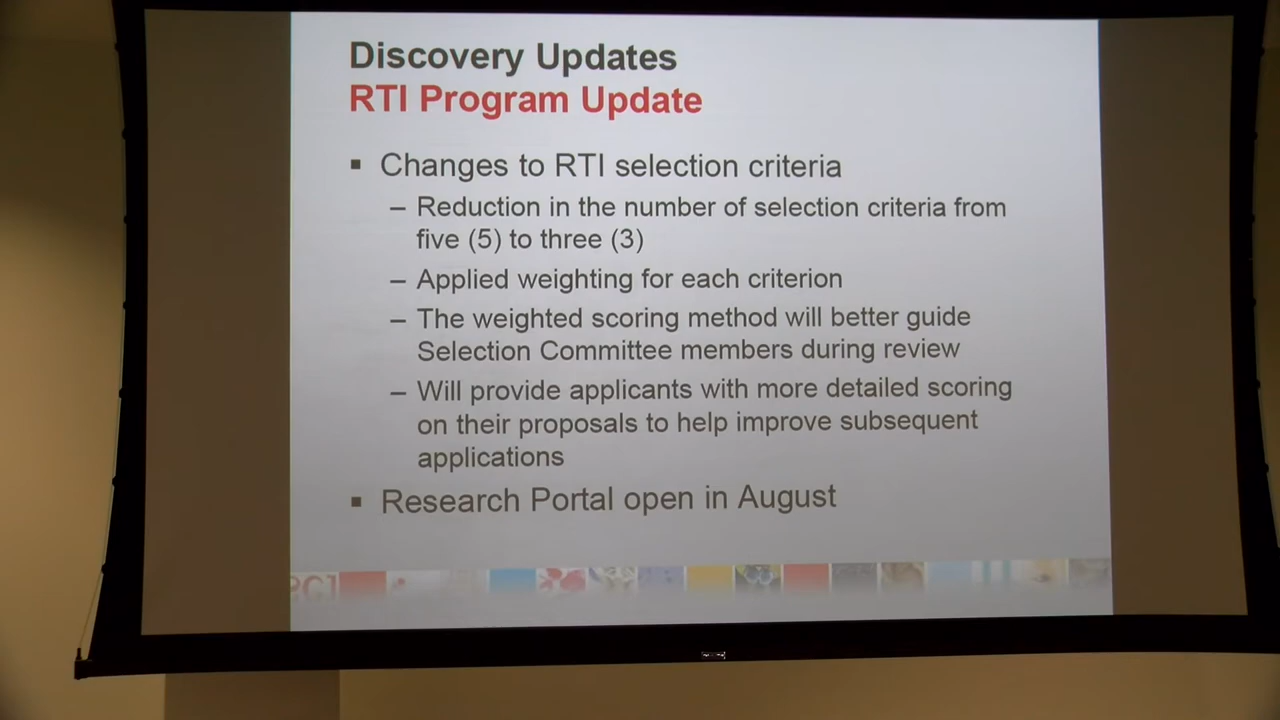 Discovery Updates
RTI Program Update
▪ Changes to RTI selection criteria
– Reduction in the number of selection criteria from
five (5) to three (3)
– Applied weighting for each criterion
– The weighted scoring method will better guide
Selection Committee members during review
– Will provide applicants with more detailed scoring
on their proposals to help improve subsequent
applications
▪ Research Portal open in August